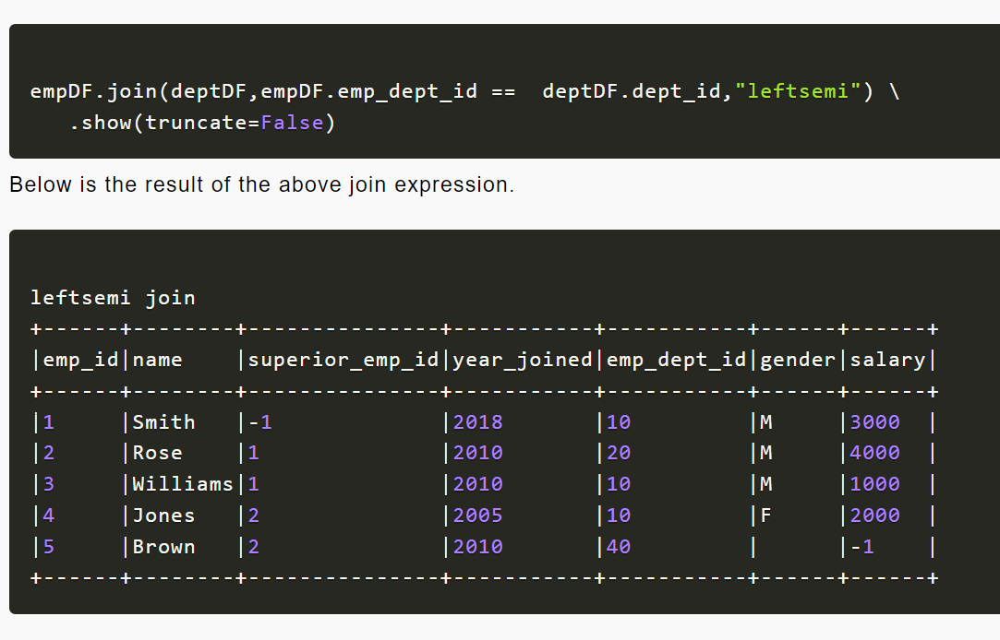 empDF.join(deptDF,empDF.emp_dept_id ==  deptDF.dept_id,"leftsemi") \
   .show(truncate=False)
Below is the result of the above join expression.
leftsemi join
+------+--------+---------------+-----------+-----------+------+------+
|emp_id|name    |superior_emp_id|year_joined|emp_dept_id|gender|salary|
+------+--------+---------------+-----------+-----------+------+------+
|1     |Smith   |-1             |2018       |10         |M     |3000  |
|2     |Rose    |1              |2010       |20         |M     |4000  |
|3     |Williams|1              |2010       |10         |M     |1000  |
|4     |Jones   |2              |2005       |10         |F     |2000  |
|5     |Brown   |2              |2010       |40         |      |-1    |
+------+--------+---------------+-----------+-----------+------+------+